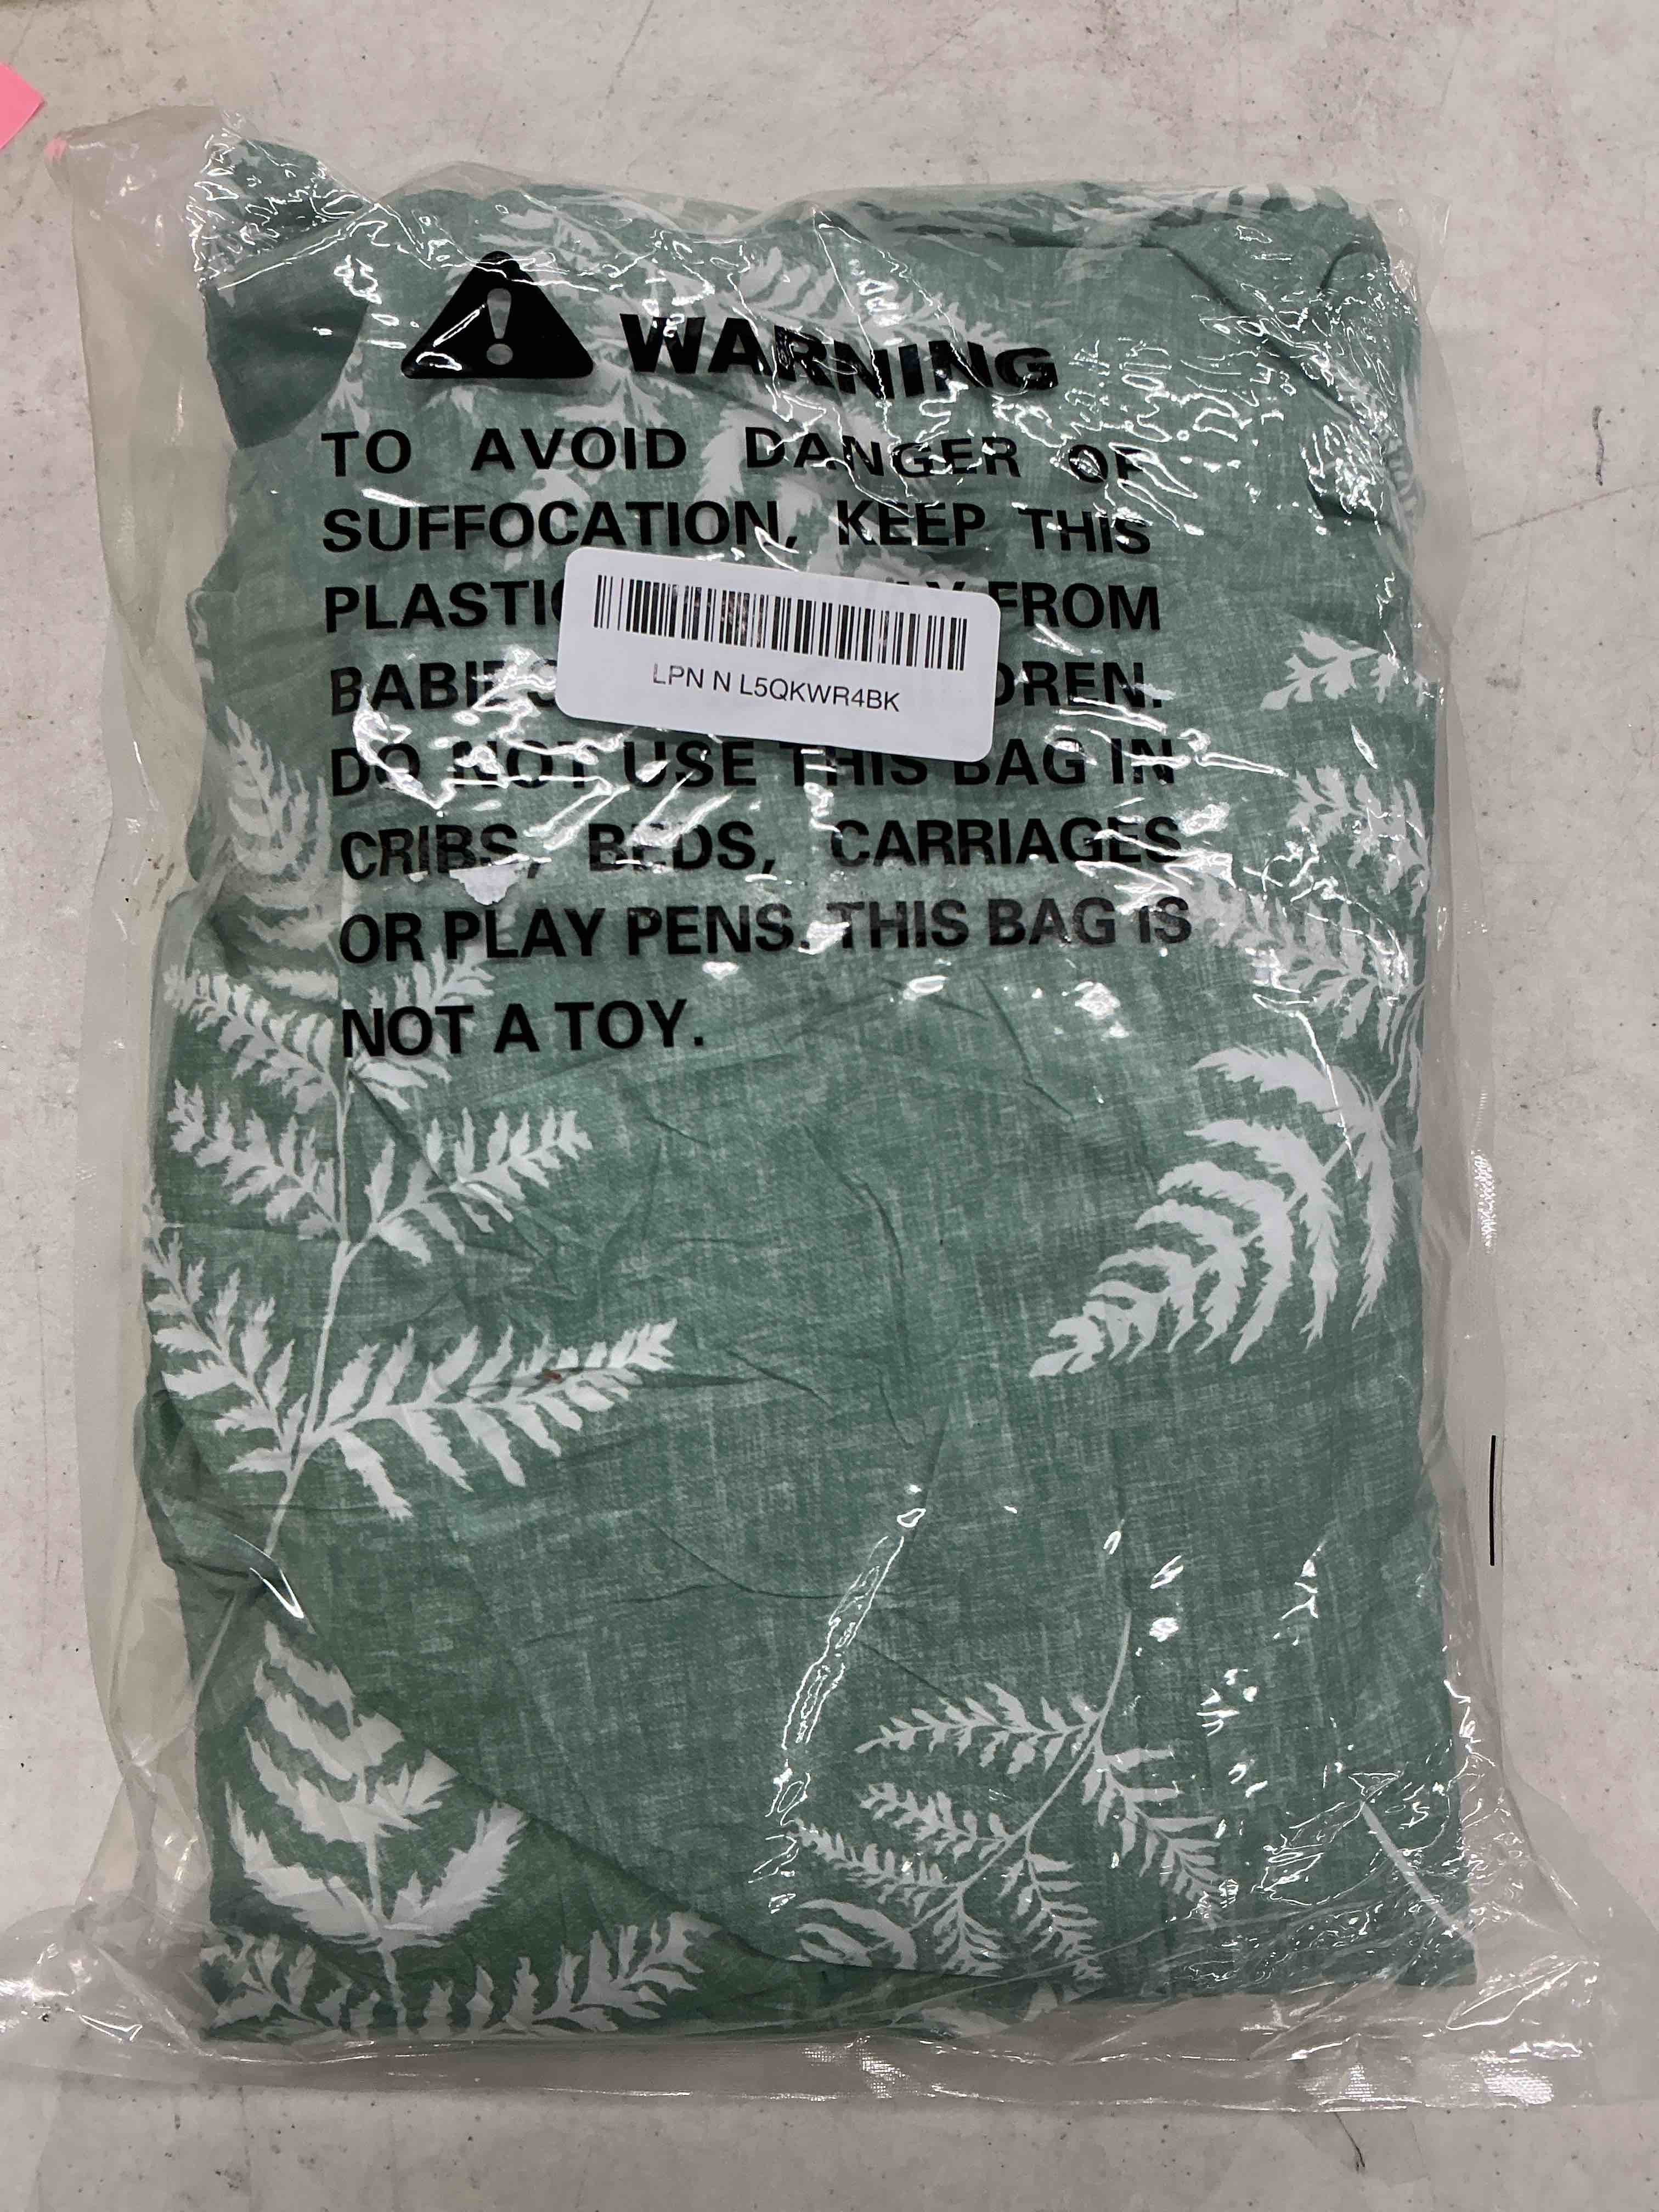 WARNING
TO AVOID DANGER OF
SUFFOCATION, KEEP THIS
FROM
LPN N L5QKWR4BK
DO NOT USE THIS BAG IN
CRIBS, BEDS, CARRIAGES
OR PLAY PENS. THIS BAG IS
NOT A TOY.